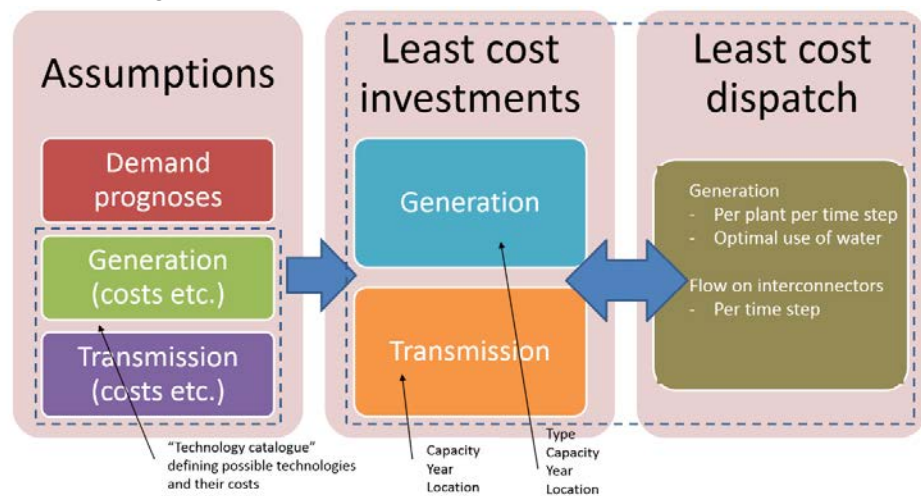 Assumptions
Demand
prognoses
Generation
(costs etc.)
Transmission
(costs etc.)
"Technology catalogue"
defining possible technologies
and their costs
Least cost
investments
Generation
Transmission
Capacity
Year
Location
Type
Capacity
Year
Location
Least cost
dispatch
Generation
- Per plant per time step
- Optimal use of water
Flow on interconnectors
- Per time step